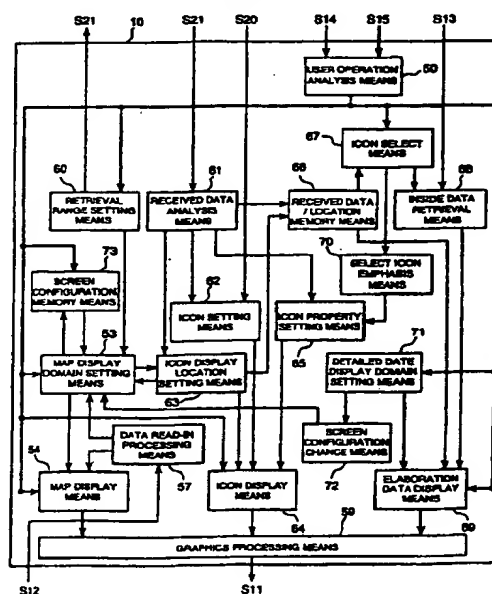 S21
10
S21
S20
S14
S15
S13
USER OPERATION
ANALYSIS MEANS
50
67
ICON SELECT
MEANS
60
61
66
68
RETRIEVAL
RANGE SETTING
MEANS
RECEIVED DATA
ANALYSIS
MEANS
RECEIVED DATA
/ LOCATION
MEMORY MEANS
INSIDE DATA
RETRIEVAL MEANS
73
70
SCREEN
CONFIGURATION
MEMORY MEANS
62
SELECT ICON
EMPHASIS
MEANS
53
ICON SETTING
MEANS
ICON PROPERTY
SETTING MEANS
71
MAP DISPLAY
DOMAIN SETTING
MEANS
ICON DISPLAY
LOCATION
SETTING MEANS
65
DETAILED DATE
DISPLAY DOMAIN
SETTING MEANS
63
54
DATA READ-IN
PROCESSING
MEANS
SCREEN
CONFIGURATION
CHANGE MEANS
MAP DISPLAY
MEANS
57
ICON DISPLAY
MEANS
72
ELABORATION
DATA DISPLAY
MEANS
64
59
69
GRAPHICS PROCESSING MEANS
S12
S11